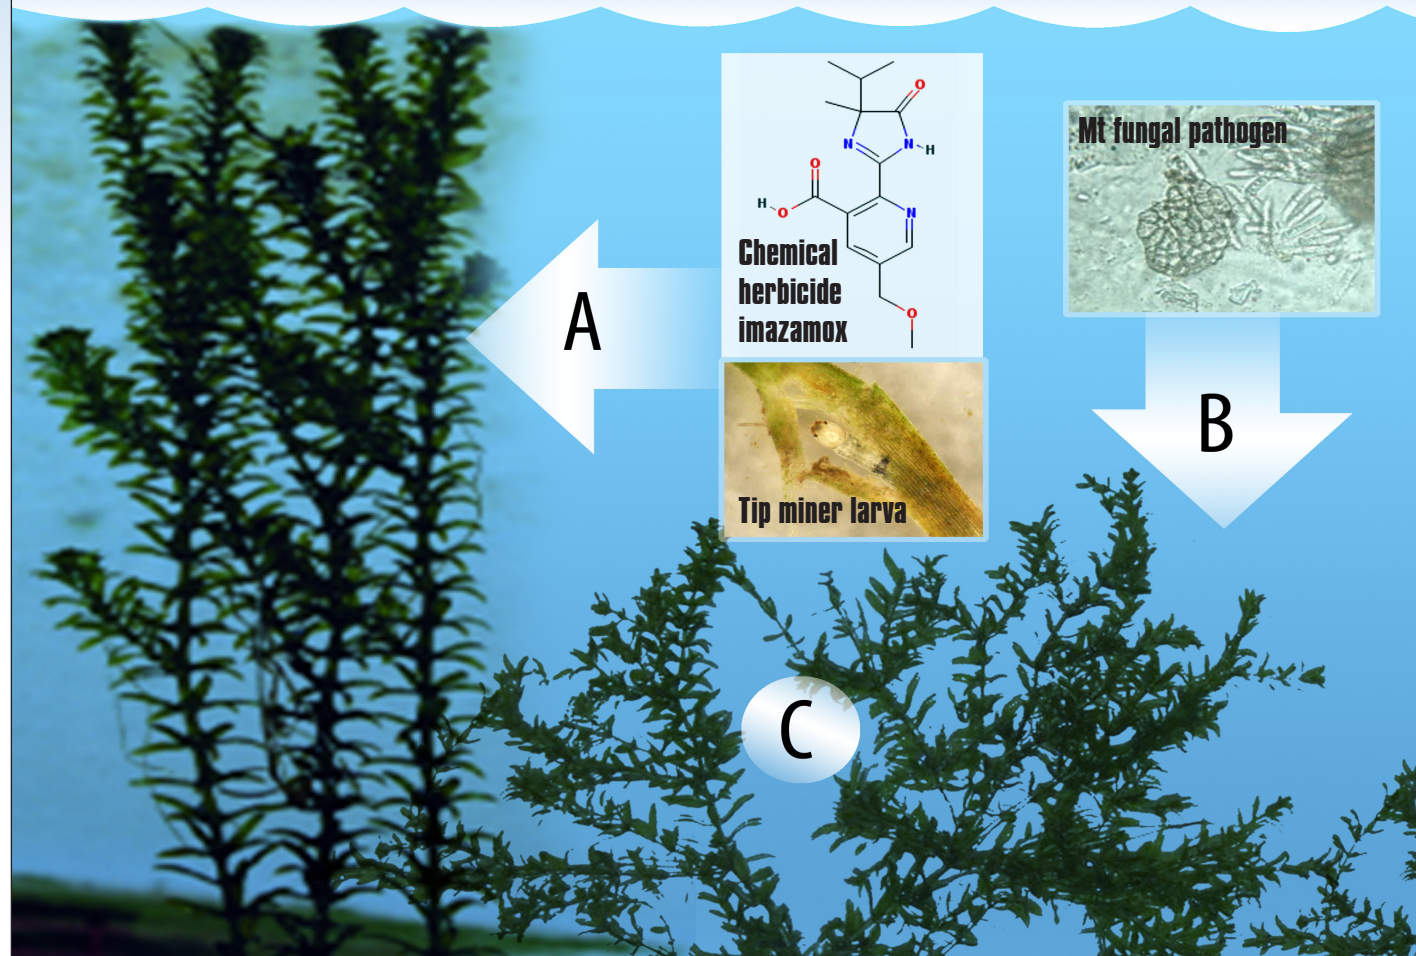 A
O
N
N
H
O
H
O
N
O
Chemical
herbicide
imazamox
Tip miner larva
Mt fungal pathogen
B
C